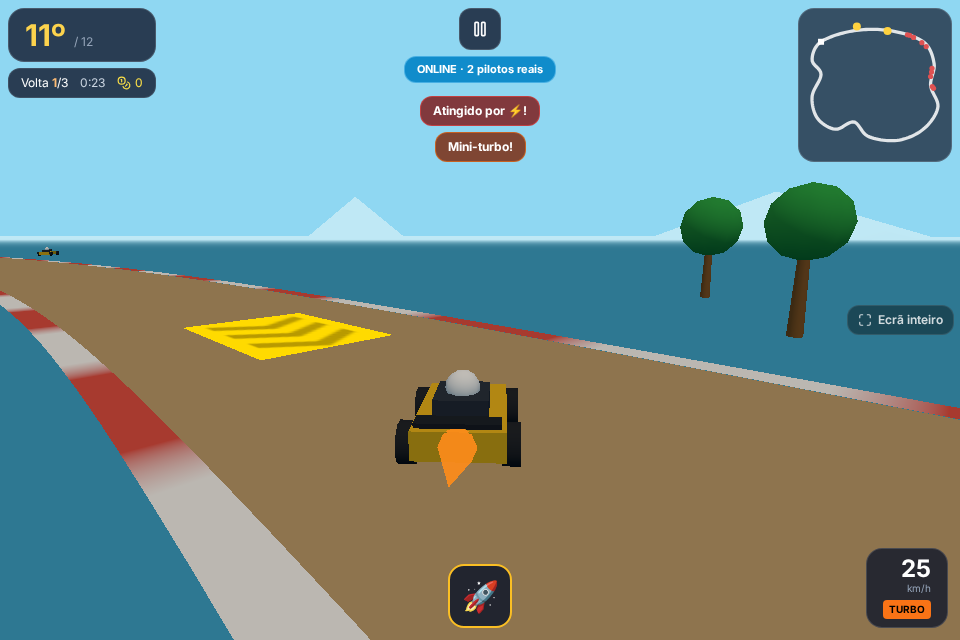 11º / 12
Volta 1/3 0:23 0
ONLINE · 2 pilotos reais
Atingido por ⚡!
Mini-turbo!
Ecrã inteiro
25
km/h
TURBO